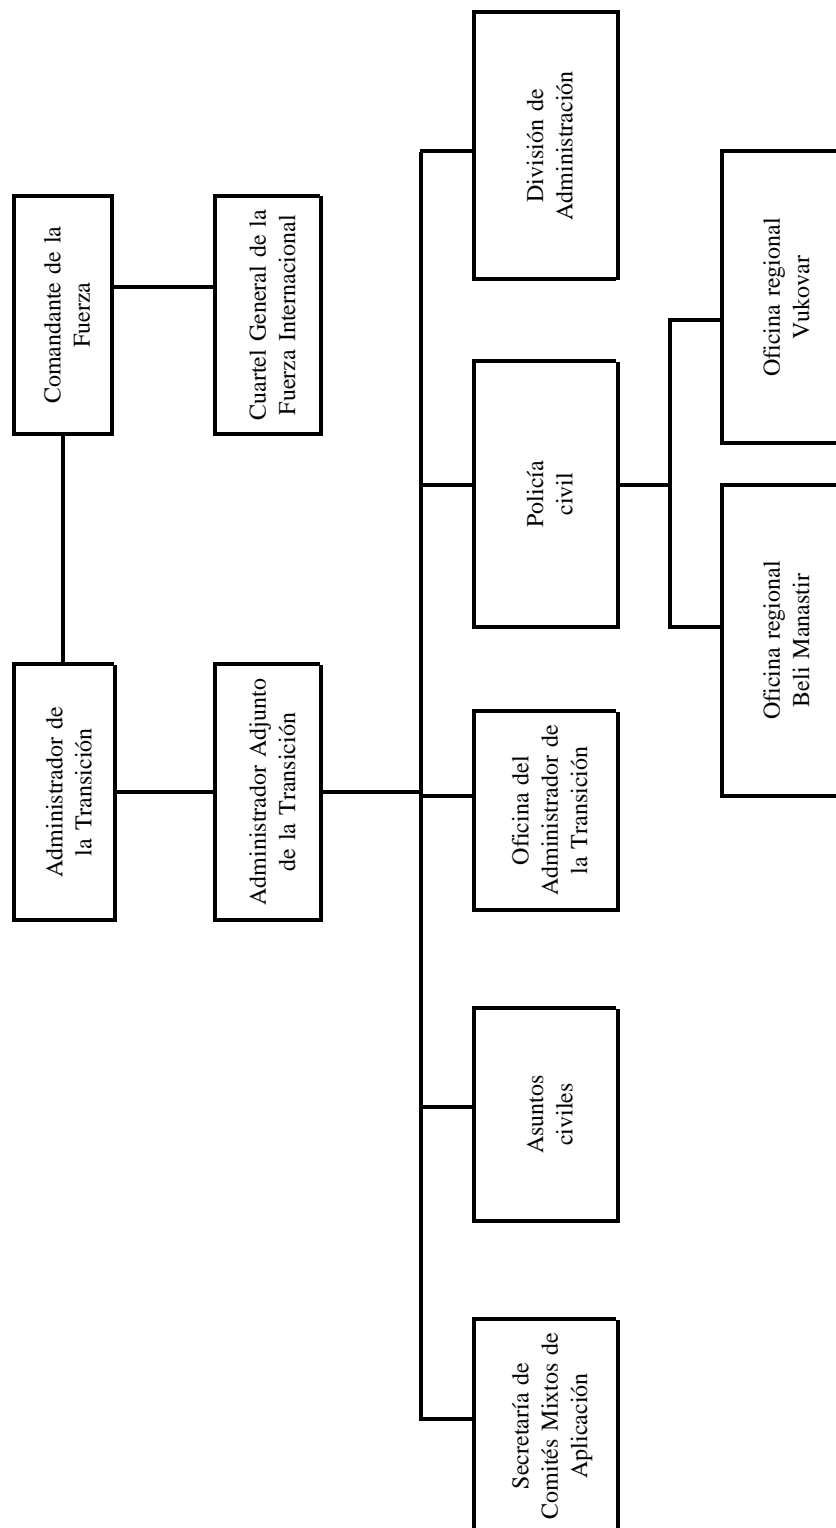 Administrador de
la Transición
Comandante de la
Fuerza
Administrador Adjunto
de la Transición
Cuartel General de la
Fuerza Internacional
Secretaría de
Comités Mixtos de
Aplicación
Asuntos
civiles
Oficina del
Administrador de
la Transición
Policía
civil
División de
Administración
Oficina regional
Beli Manastir
Oficina regional
Vukovar